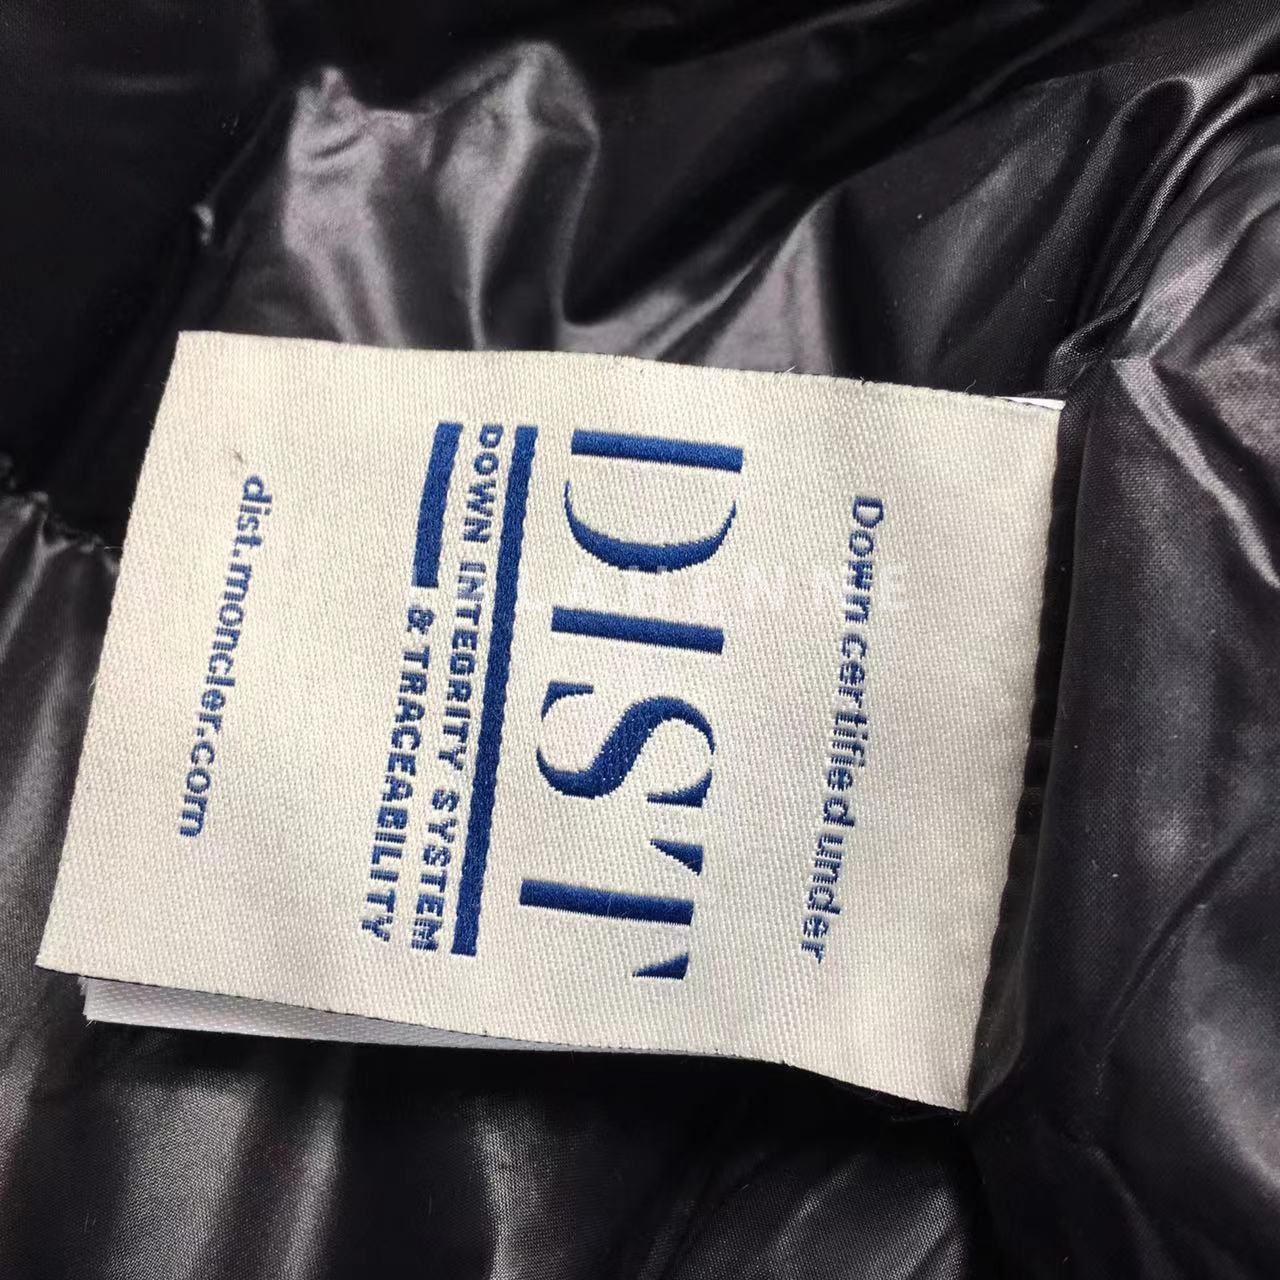 Down certified under
DIST
DOWN INTEGRITY SYSTEM
& TRACEABILITY
dist.moncler.com